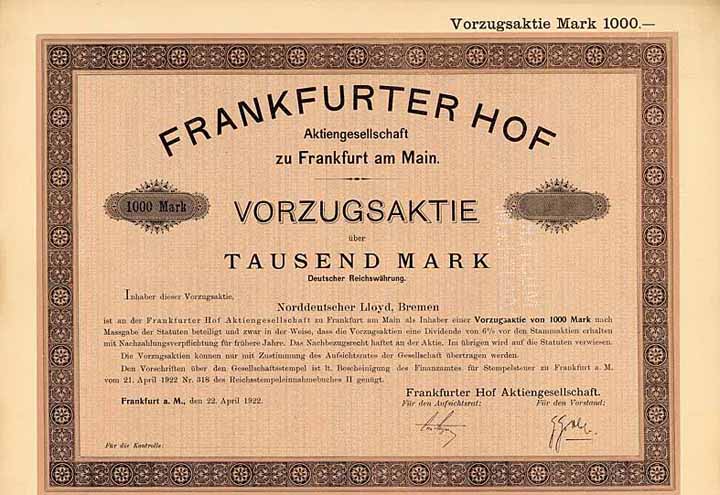 Vorzugsaktie Mark 1000.—
FRANKFURTER HOF
Aktiengesellschaft
zu Frankfurt am Main.
1000 Mark
VORZUGSAKTIE
über
TAUSEND MARK
Deutscher Reichswährung.
Inhaber dieser Vorzugsaktie,
Norddeutscher Lloyd, Bremen
ist an der Frankfurter Hof Aktiengesellschaft zu Frankfurt am Main als Inhaber einer Vorzugsaktie von 1000 Mark nach
Massgabe der Statuten beteiligt und zwar in der Weise, dass die Vorzugsaktien eine Dividende von 6% vor den Stammaktien erhalten
mit Nachzahlungsverpflichtung für frühere Jahre. Das Nachbezugsrecht haftet an der Aktie. Im übrigen wird auf die Statuten verwiesen.
Die Vorzugsaktien können nur mit Zustimmung des Aufsichtsrates der Gesellschaft übertragen werden.
Den Vorschriften über den Gesellschaftsstempel ist lt. Bescheinigung des Finanzamtes für Stempelsteuer zu Frankfurt a. M.
vom 21. April 1922 Nr. 318 des Reichsstempeleinnahmebuches II genügt.
Frankfurt a. M., den 22. April 1922.
Frankfurter Hof Aktiengesellschaft.
Für den Aufsichtsrat: Für den Vorstand:
Für die Kontrolle: